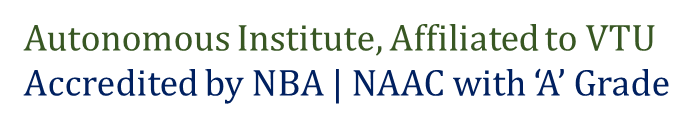 Autonomous Institute, Affiliated to VTU
Accredited by NBA | NAAC with ‘A’ Grade